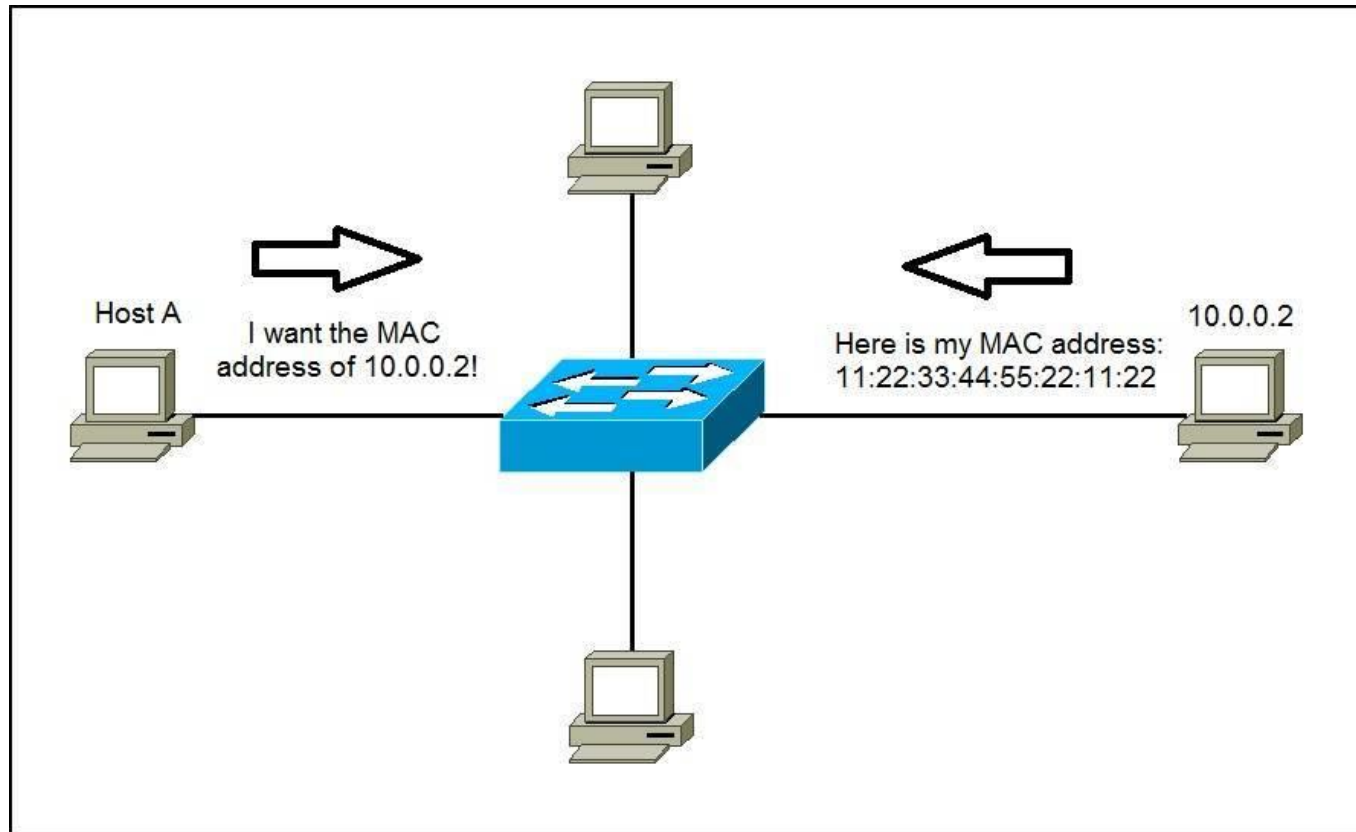 Host A
I want the MAC
address of 10.0.0.2!
10.0.0.2
Here is my MAC address:
11:22:33:44:55:22:11:22